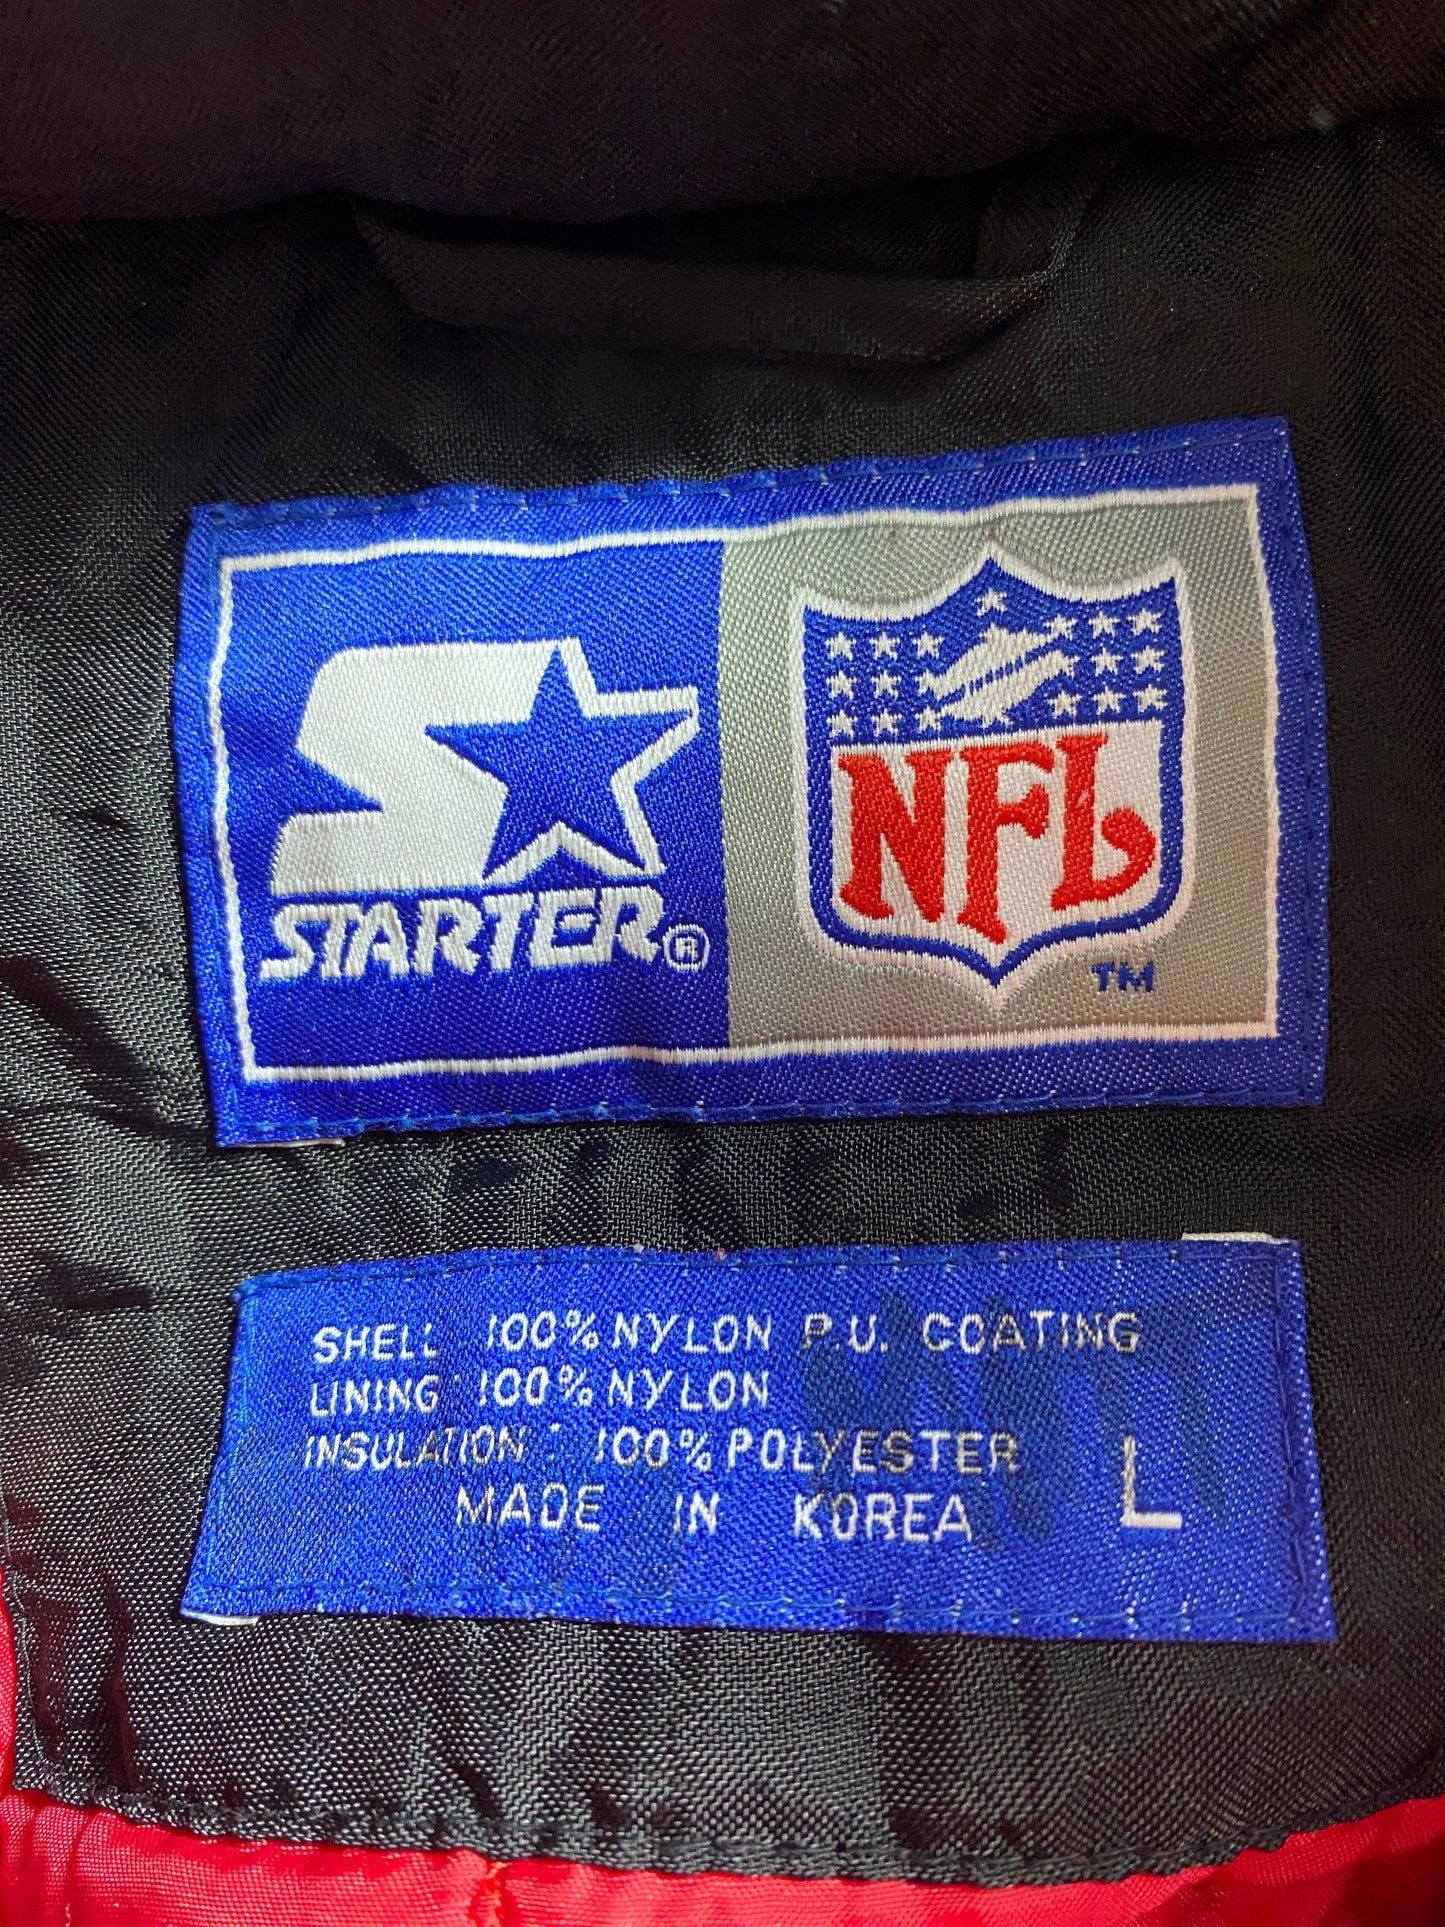 STARTER®
NFL
TM
SHELL 100% NYLON P.U. COATING
LINING: 100% NYLON
INSULATION : 100% POLYESTER
MADE IN KOREA
L